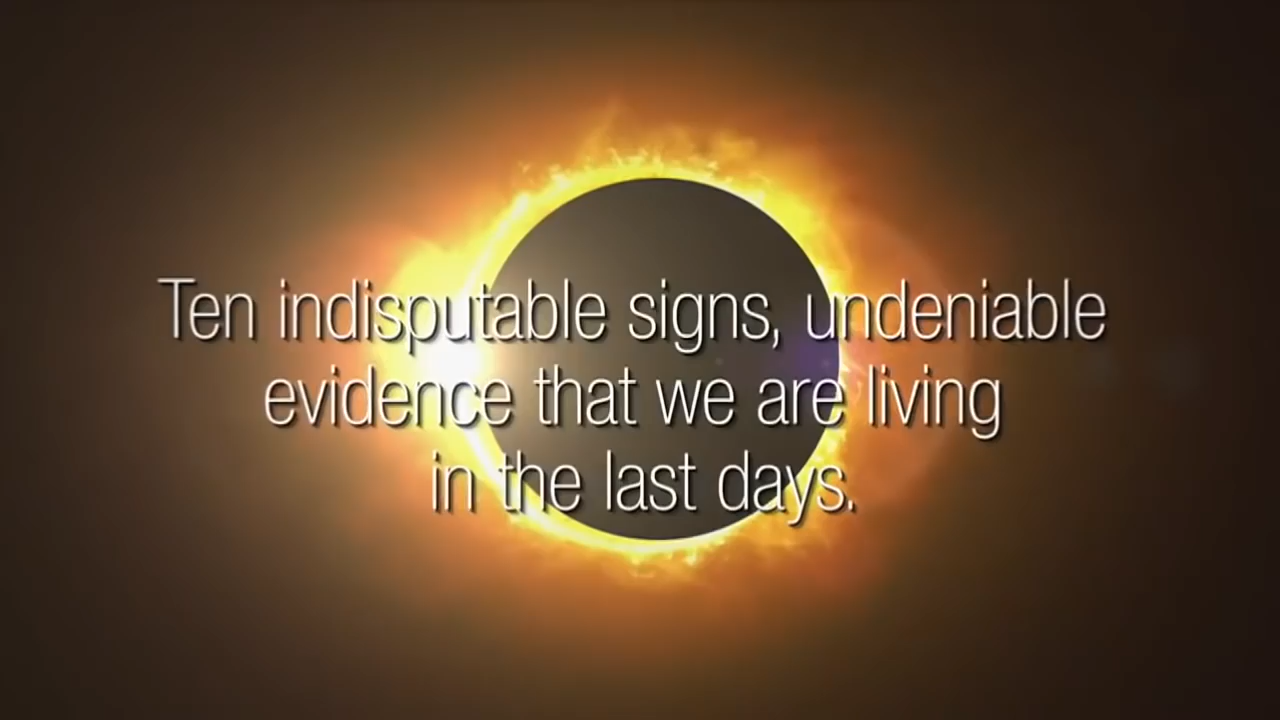 Ten indisputable signs, undeniable
evidence that we are living
in the last days.